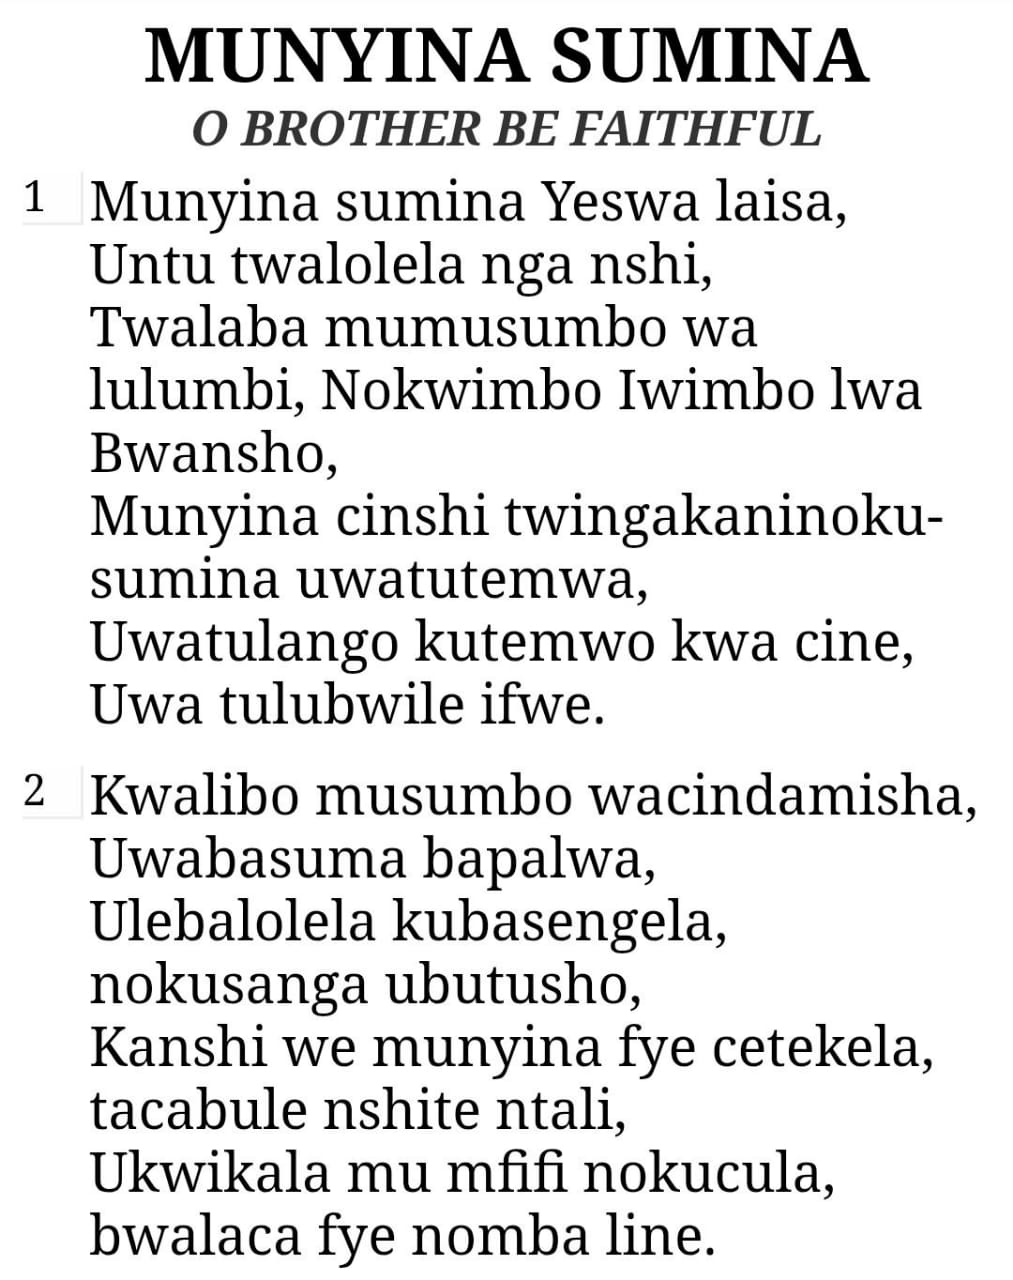 MUNYINA SUMINA
O BROTHER BE FAITHFUL
1 Munyina sumina Yeswa laisa,
Untu twalolela nga nshi,
Twalaba mumusumbo wa
lulumbi, Nokwimbo Iwimbo lwa
Bwansho,
Munyina cinshi twingakaninoku-
sumina uwatutemwa,
Uwatulango kutemwo kwa cine,
Uwa tulubwile ifwe.
2 Kwalibo musumbo wacindamisha,
Uwabasuma bapalwa,
Ulebalolela kubasengela,
nokusanga ubutusho,
Kanshi we munyina fye cetekela,
tacabule nshite ntali,
Ukwikala mu mfifi nokucula,
bwalaca fye nomba line.